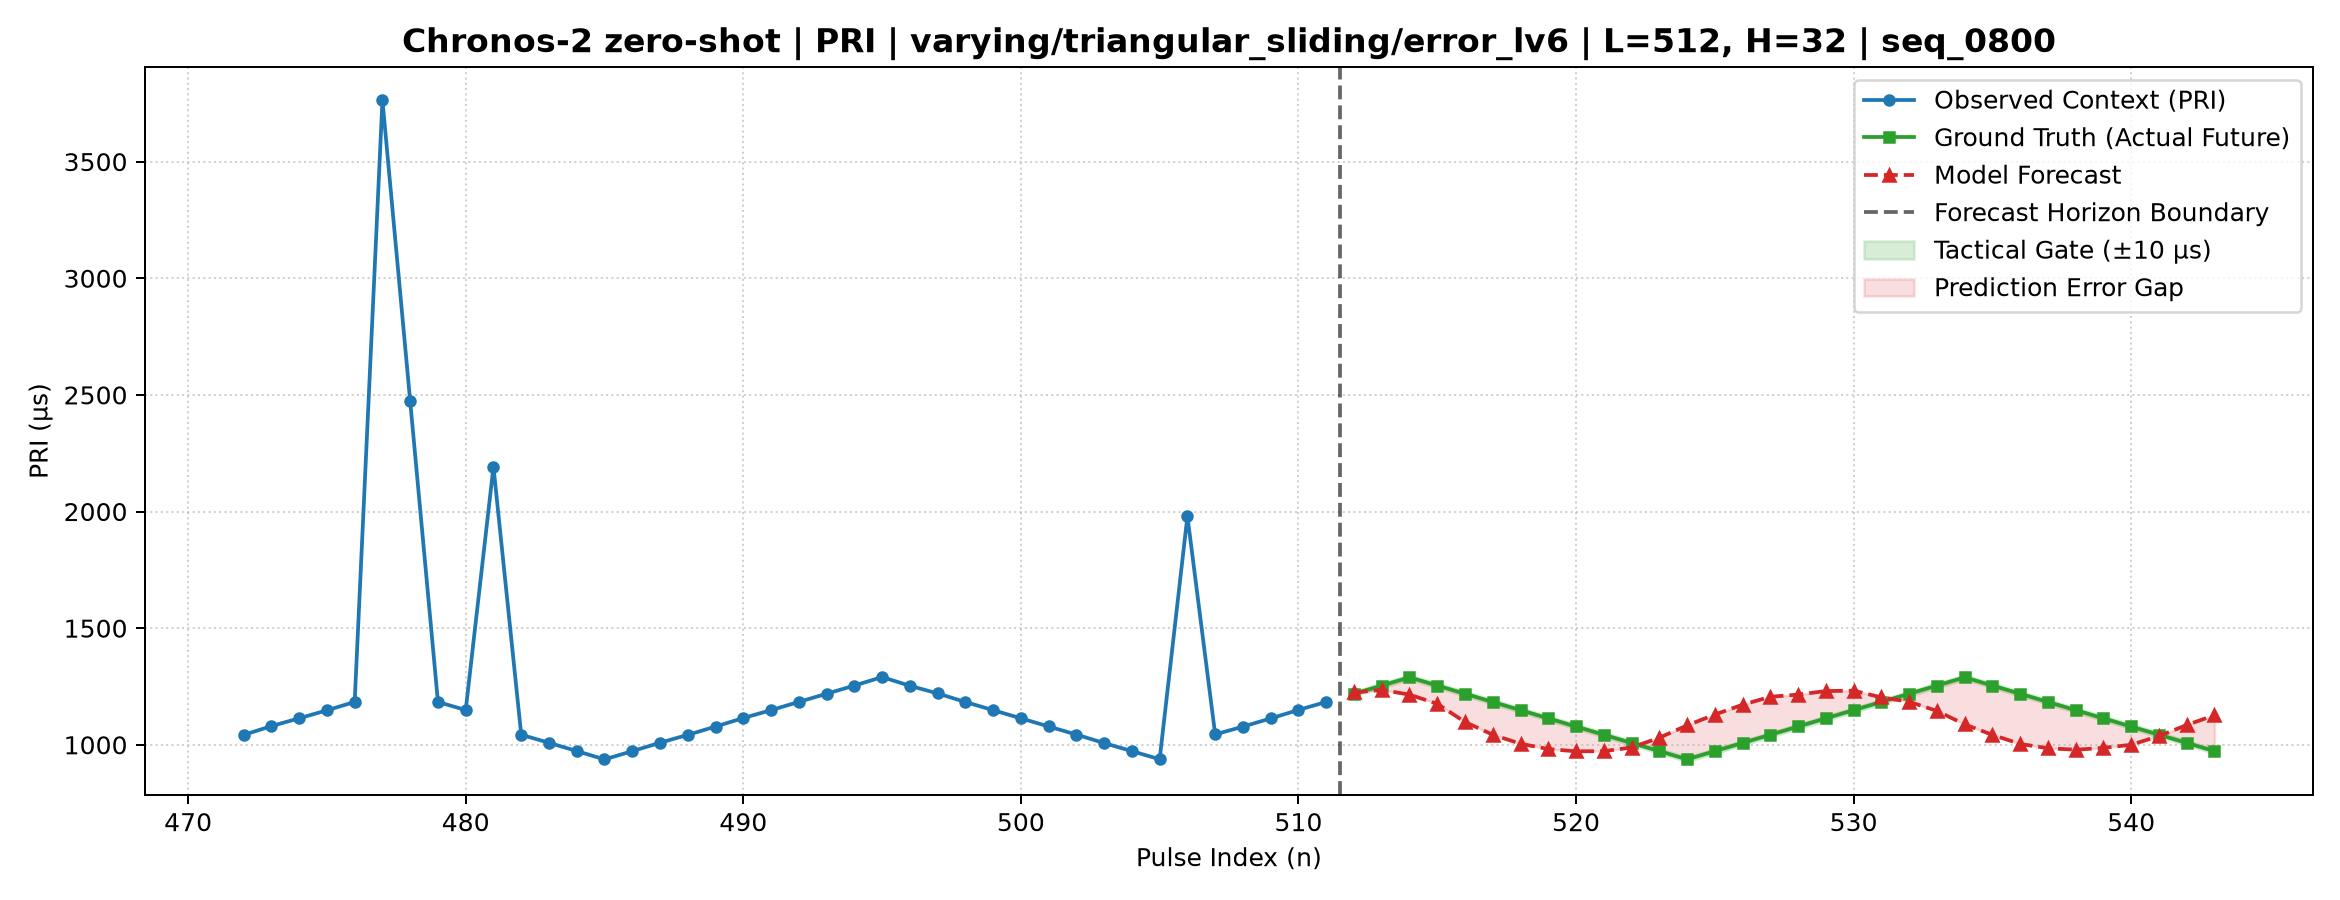 Chronos-2 zero-shot | PRI | varying/triangular_sliding/error_lv6 | L=512, H=32 | seq_0800
Observed Context (PRI)
Ground Truth (Actual Future)
Model Forecast
Forecast Horizon Boundary
Tactical Gate (±10 µs)
Prediction Error Gap
PRI (µs)
3500
3000
2500
2000
1500
1000
470 480 490 500 510 520 530 540
Pulse Index (n)